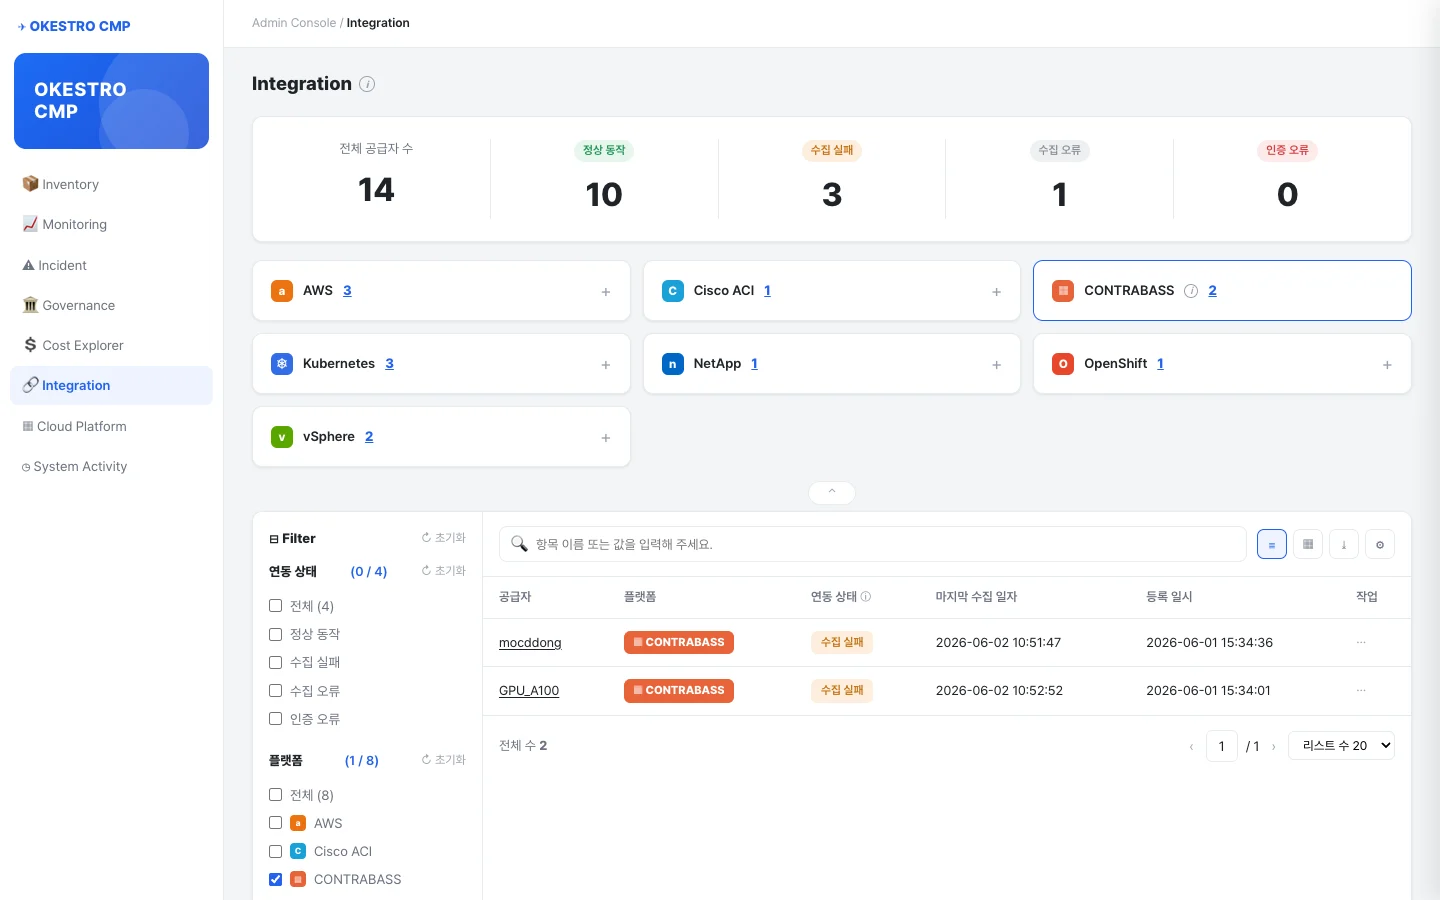 OKESTRO CMP
OKESTRO
CMP
Inventory
Monitoring
Incident
Governance
Cost Explorer
Integration
Cloud Platform
System Activity
Admin Console / Integration
Integration
전체 공급자 수
14
정상 동작
10
수집 실패
3
수집 오류
1
인증 오류
0
a AWS 3 +
C Cisco ACI 1 +
CONTRABASS i 2
Kubernetes 3 +
n NetApp 1 +
O OpenShift 1 +
v vSphere 2 +
Filter 초기화
연동 상태 (0 / 4) 초기화
전체 (4)
정상 동작
수집 실패
수집 오류
인증 오류
플랫폼 (1 / 8) 초기화
전체 (8)
a AWS
C Cisco ACI
CONTRABASS
항목 이름 또는 값을 입력해 주세요.
공급자 플랫폼 연동 상태 ⓘ 마지막 수집 일자 등록 일시 작업
mocddong CONTRABASS 수집 실패 2026-06-02 10:51:47 2026-06-01 15:34:36 ···
GPU_A100 CONTRABASS 수집 실패 2026-06-02 10:52:52 2026-06-01 15:34:01 ···
전체 수 2
‹ 1 / 1 › 리스트 수 20